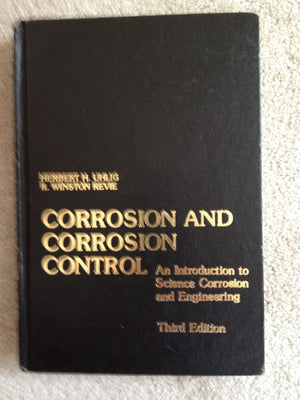 HERBERT H. UHLIG
R. WINSTON REVIE
CORROSION AND
CORROSION
CONTROL An Introduction to
Science Corrosion
and Engineering
Third Edition